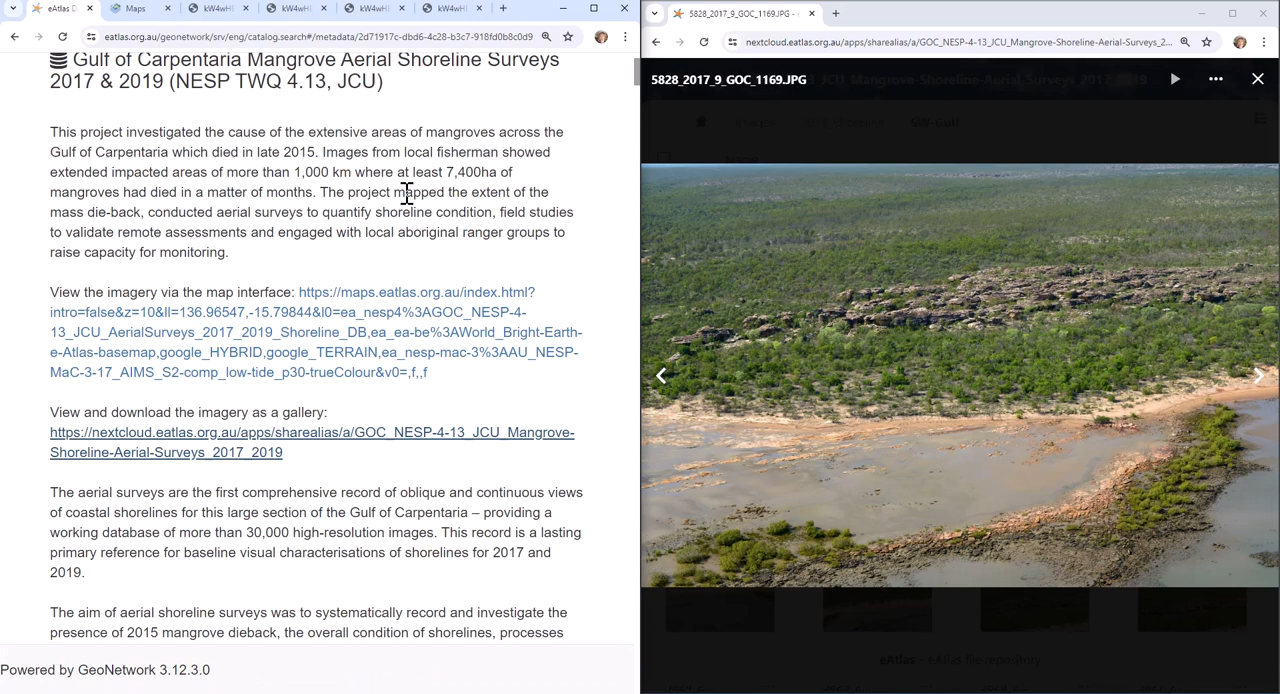 eAtlas D
Maps
kW4wHl
kW4wHl
kW4wHl
kW4wHl
eatlas.org.au/geonetwork/srv/eng/catalog.search#/metadata/2d71917c-dbd6-4c28-b3c7-918fd0b8c0d9
Gulf of Carpentaria Mangrove Aerial Shoreline Surveys
2017 & 2019 (NESP TWQ 4.13, JCU)
This project investigated the cause of the extensive areas of mangroves across the
Gulf of Carpentaria which died in late 2015. Images from local fisherman showed
extended impacted areas of more than 1,000 km where at least 7,400ha of
mangroves had died in a matter of months. The project mapped the extent of the
mass die-back, conducted aerial surveys to quantify shoreline condition, field studies
to validate remote assessments and engaged with local aboriginal ranger groups to
raise capacity for monitoring.
View the imagery via the map interface: https://maps.eatlas.org.au/index.html?
intro=false&z=10&ll=136.96547,-15.79844&l0=ea_nesp4%3AGOC_NESP-4-
13_JCU_AerialSurveys_2017_2019_Shoreline_DB,ea_ea-be%3AWorld_Bright-Earth-
e-Atlas-basemap,google_HYBRID,google_TERRAIN,ea_nesp-mac-3%3AAU_NESP-
MaC-3-17_AIMS_S2-comp_low-tide_p30-trueColour&v0=,f,,f
View and download the imagery as a gallery:
https://nextcloud.eatlas.org.au/apps/sharealias/a/GOC_NESP-4-13_JCU_Mangrove-
Shoreline-Aerial-Surveys_2017_2019
The aerial surveys are the first comprehensive record of oblique and continuous views
of coastal shorelines for this large section of the Gulf of Carpentaria – providing a
working database of more than 30,000 high-resolution images. This record is a lasting
primary reference for baseline visual characterisations of shorelines for 2017 and
2019.
The aim of aerial shoreline surveys was to systematically record and investigate the
presence of 2015 mangrove dieback, the overall condition of shorelines, processes
Powered by GeoNetwork 3.12.3.0
5828_2017_9_GOC_1169.JPG - e
nextcloud.eatlas.org.au/apps/sharealias/a/GOC_NESP-4-13_JCU_Mangrove-Shoreline-Aerial-Surveys_2...
5828_2017_9_GOC_1169.JPG
SW-Gulf
eAtlas – eAtlas file repository